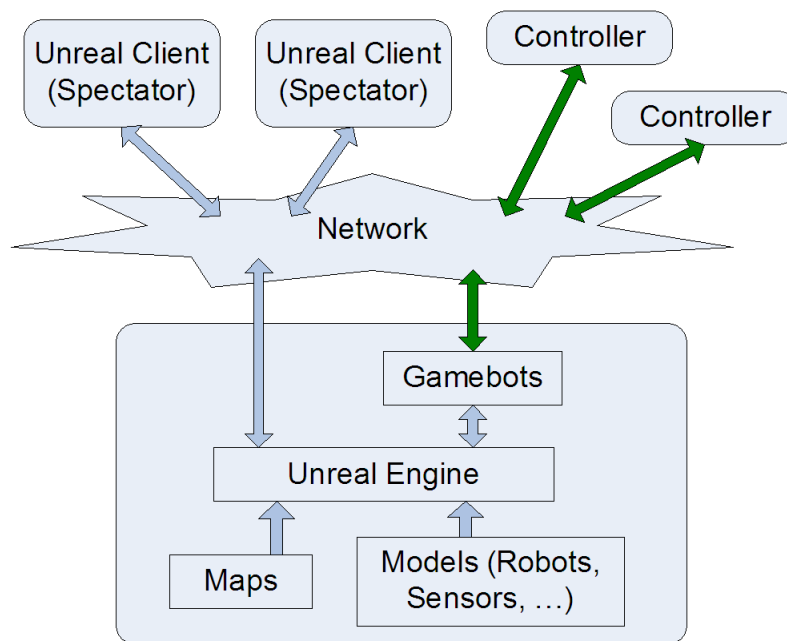 Unreal Client
(Spectator)
Unreal Client
(Spectator)
Controller
Controller
Network
Gamebots
Unreal Engine
Maps
Models (Robots,
Sensors, …)